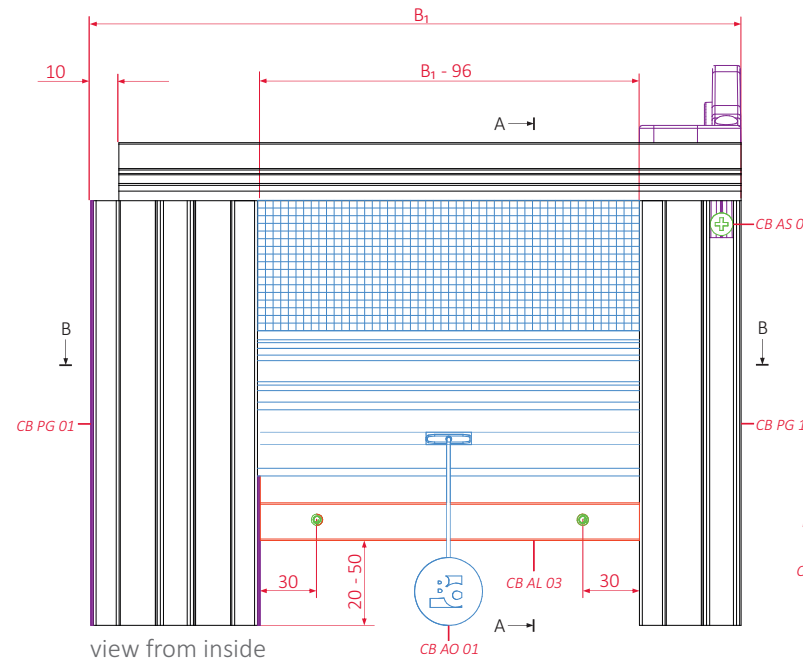 B₁
10
B₁ - 96
A
CB AS 0
B
B
CB PG 01
CB PG 1
30
20 - 50
CB AL 03
30
C
A
CB AO 01
view from inside